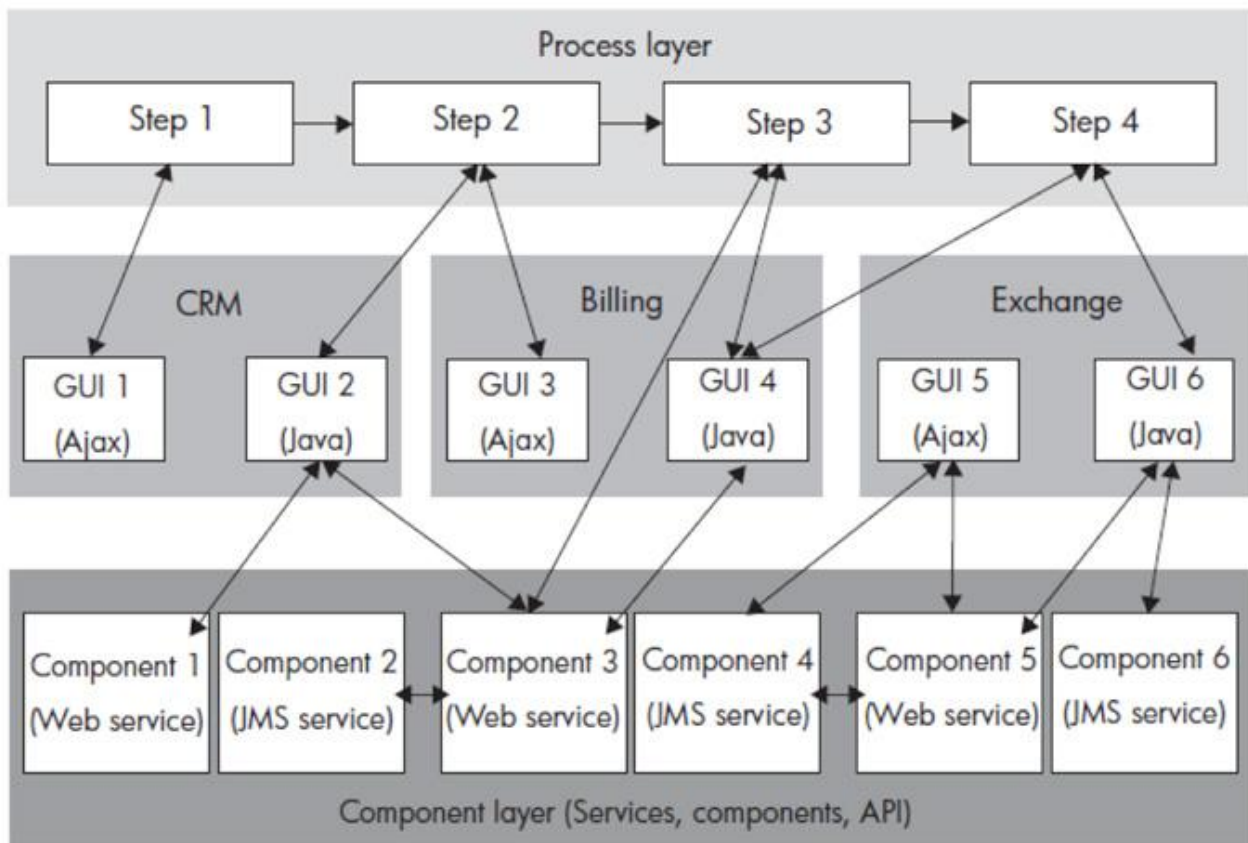 Process layer
Step 1
Step 2
Step 3
Step 4
CRM
Billing
Exchange
GUI 1
(Ajax)
GUI 2
(Java)
GUI 3
(Ajax)
GUI 4
(Java)
GUI 5
(Ajax)
GUI 6
(Java)
Component 1
(Web service)
Component 2
(JMS service)
Component 3
(Web service)
Component 4
(JMS service)
Component 5
(Web service)
Component 6
(JMS service)
Component layer (Services, components, API)